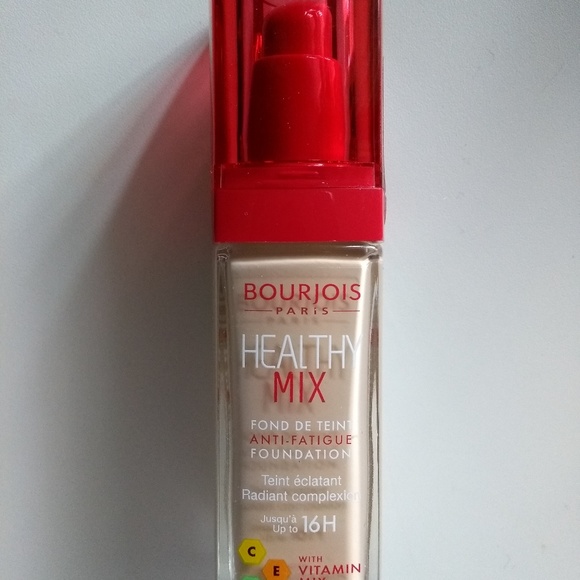 BOURJOIS
PARIS
HEALTHY
MIX
FOND DE TEINT
ANTI-FATIGUE
FOUNDATION
Teint éclatant
Radiant complexion
Jusqu'à
Up to 16H
C
E
WITH
VITAMIN
MIX